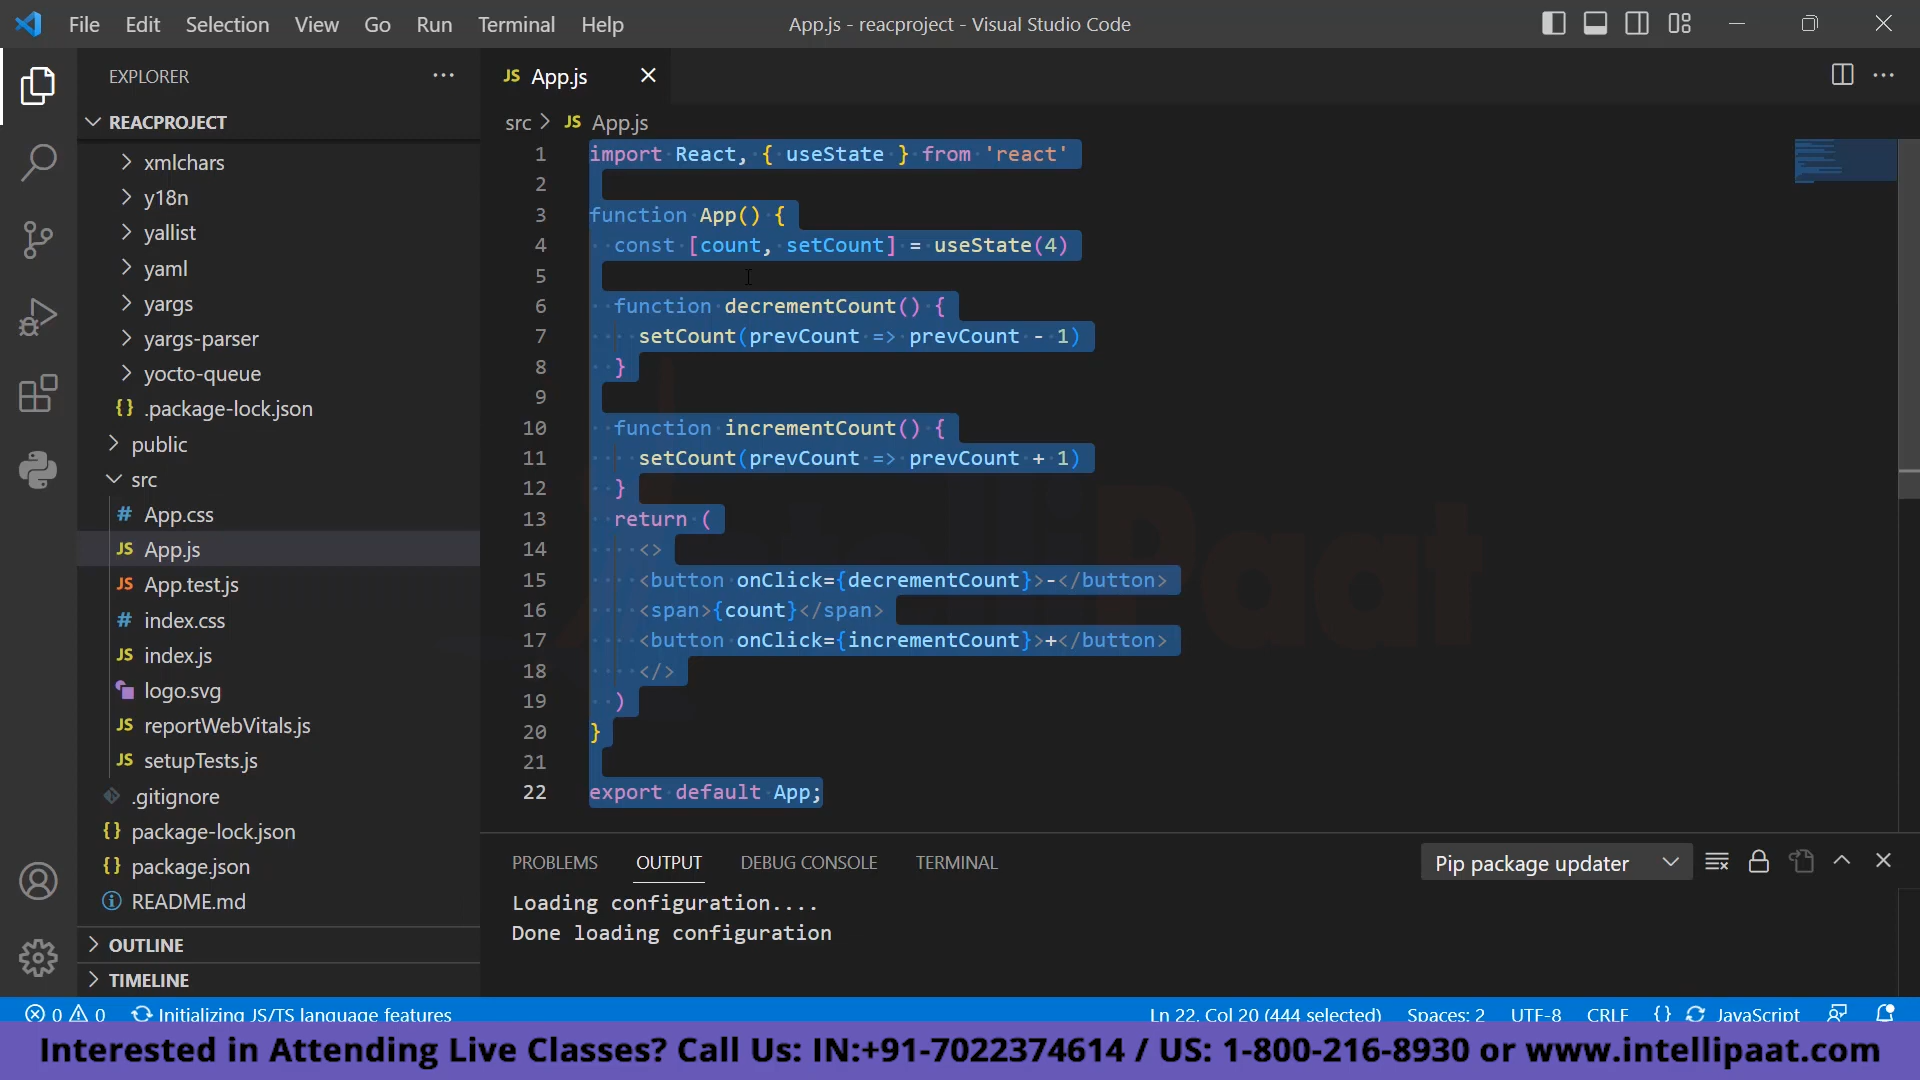 File Edit Selection View Go Run Terminal Help App.js - reacproject - Visual Studio Code
EXPLORER
JS App.js
REACPROJECT
src > JS App.js
xmlchars
y18n
yallist
yaml
yargs
yargs-parser
yocto-queue
{} .package-lock.json
public
src
# App.css
JS App.js
JS App.test.js
# index.css
JS index.js
logo.svg
JS reportWebVitals.js
JS setupTests.js
.gitignore
{} package-lock.json
{} package.json
README.md
OUTLINE
TIMELINE
1 import React, { useState } from 'react'
2
3 function App() {
4 const [count, setCount] = useState(4)
5
6 function decrementCount() {
7 setCount(prevCount => prevCount - 1)
8 }
9
10 function incrementCount() {
11 setCount(prevCount => prevCount + 1)
12 }
13 return (
14 <>
15 <button onClick={decrementCount}>-</button>
16 <span>{count}</span>
17 <button onClick={incrementCount}>+</button>
18 </>
19 )
20 }
21
22 export default App;
PROBLEMS OUTPUT DEBUG CONSOLE TERMINAL Pip package updater
Loading configuration....
Done loading configuration
0 0 Initializing JS/TS language features Ln 22, Col 20 (444 selected) Spaces: 2 UTF-8 CRLF {} JavaScript
Interested in Attending Live Classes? Call Us: IN:+91-7022374614 / US: 1-800-216-8930 or www.intellipaat.com